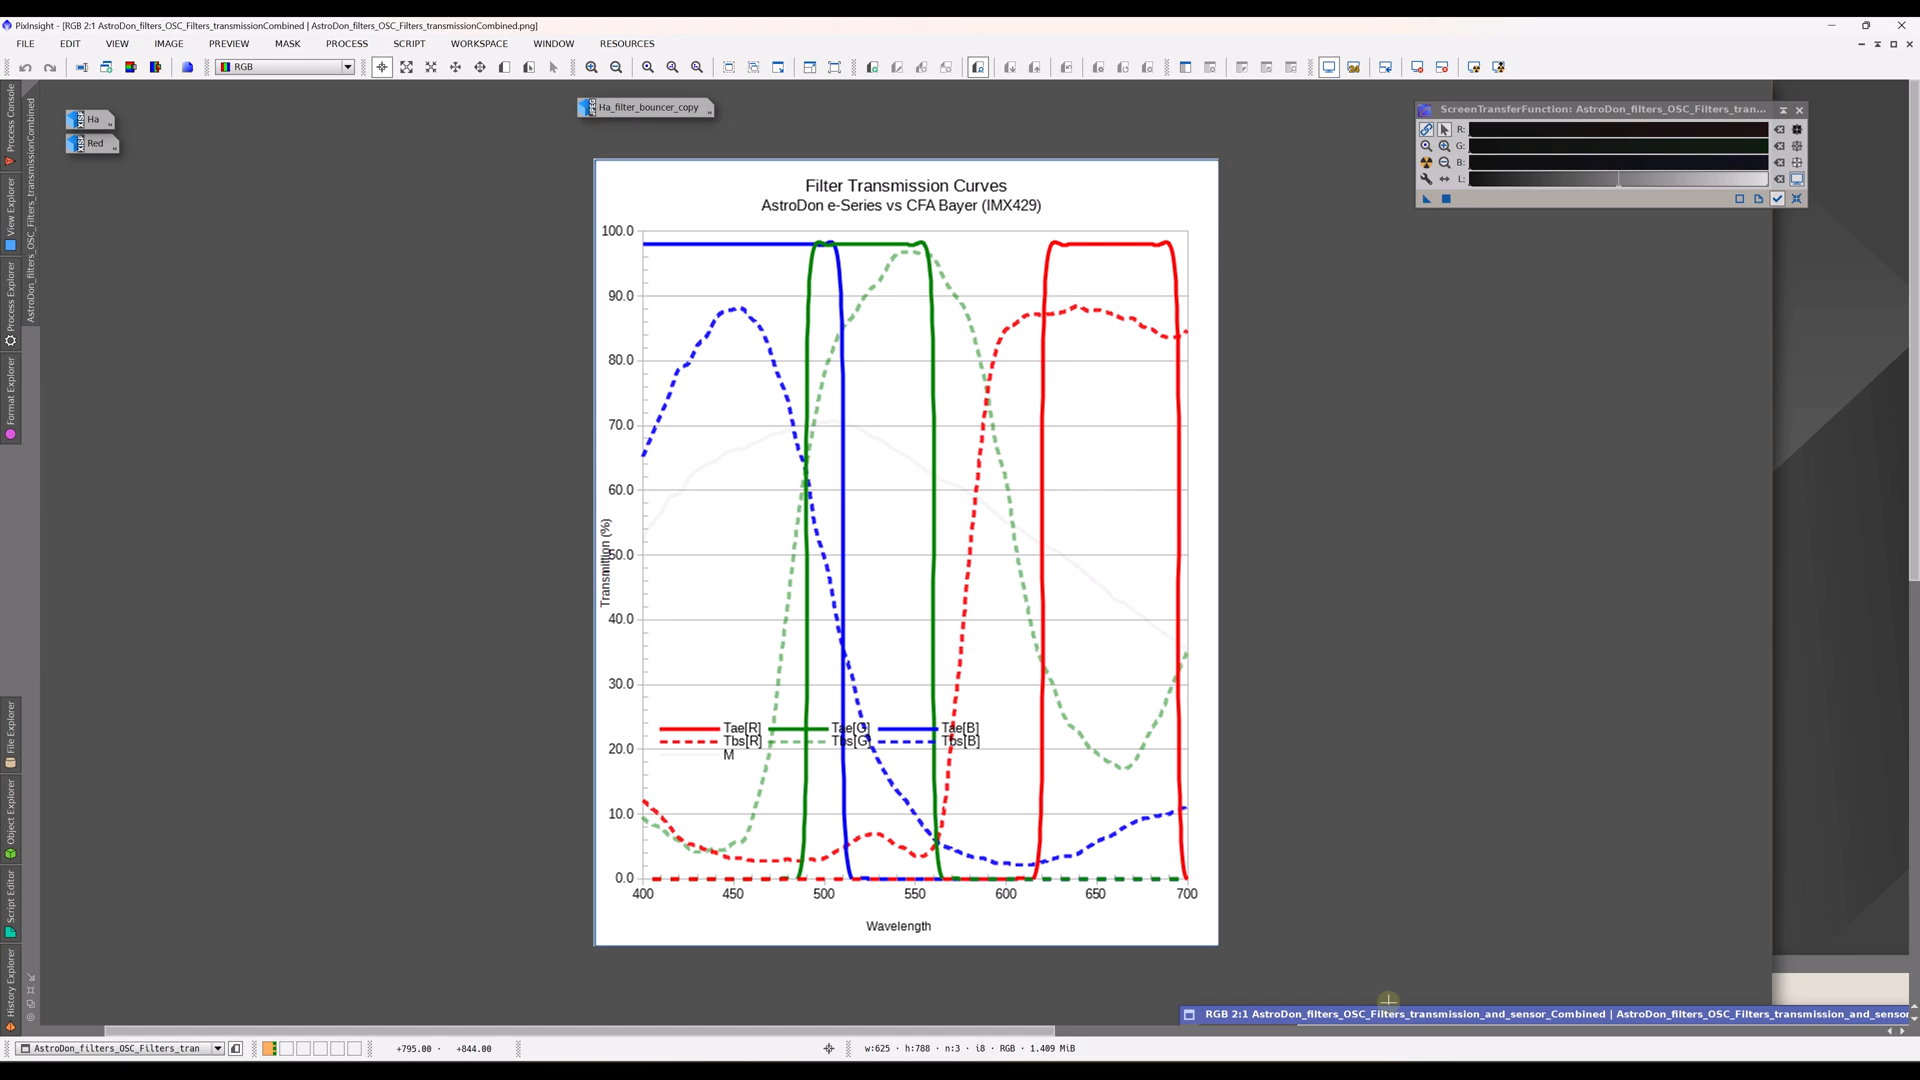 PixInsight - [RGB 2:1 AstroDon_filters_OSC_Filters_transmissionCombined | AstroDon_filters_OSC_Filters_transmissionCombined.png]
FILE EDIT VIEW IMAGE PREVIEW MASK PROCESS SCRIPT WORKSPACE WINDOW RESOURCES
RGB
Process Console
View Explorer
Process Explorer
Format Explorer
File Explorer
Object Explorer
Script Editor
History Explorer
AstroDon_filters_OSC_Filters_transmissionCombined
XISF Ha
XISF Red
JPEG Ha_filter_bouncer_copy
ScreenTransferFunction: AstroDon_filters_OSC_Filters_tran...
R:
G:
B:
L:
Filter Transmission Curves
AstroDon e-Series vs CFA Bayer (IMX429)
100.0
90.0
80.0
70.0
60.0
50.0
40.0
30.0
20.0
10.0
0.0
Tae[R] Tae[G] Tae[B]
Tbs[R] Tbs[G] Tbs[B]
M
400 450 500 550 600 650 700
Wavelength
RGB 2:1 AstroDon_filters_OSC_Filters_transmission_and_sensor_Combined | AstroDon_filters_OSC_Filters_transmission_and_sensor
AstroDon_filters_OSC_Filters_tran
+795.00 · +844.00
w:625 · h:788 · n:3 · i8 · RGB · 1.409 MiB